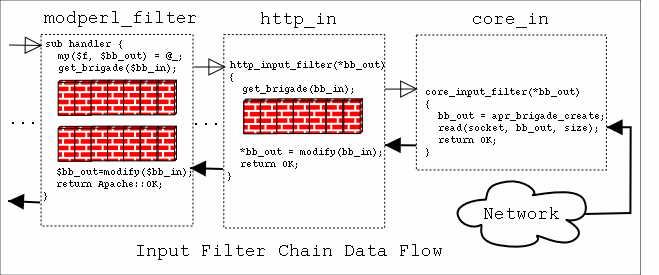 modperl_filter
http_in
core_in
sub handler {
my($f, $bb_out) = @_;
get_brigade($bb_in);
...
$bb_out=modify($bb_in);
return Apache::OK;
}
http_input_filter(*bb_out)
{
get_brigade(bb_in);
...
*bb_out = modify(bb_in);
return OK;
}
core_input_filter(*bb_out)
{
bb_out = apr_brigade_create;
read(socket, bb_out, size);
return OK;
}
Network
Input Filter Chain Data Flow